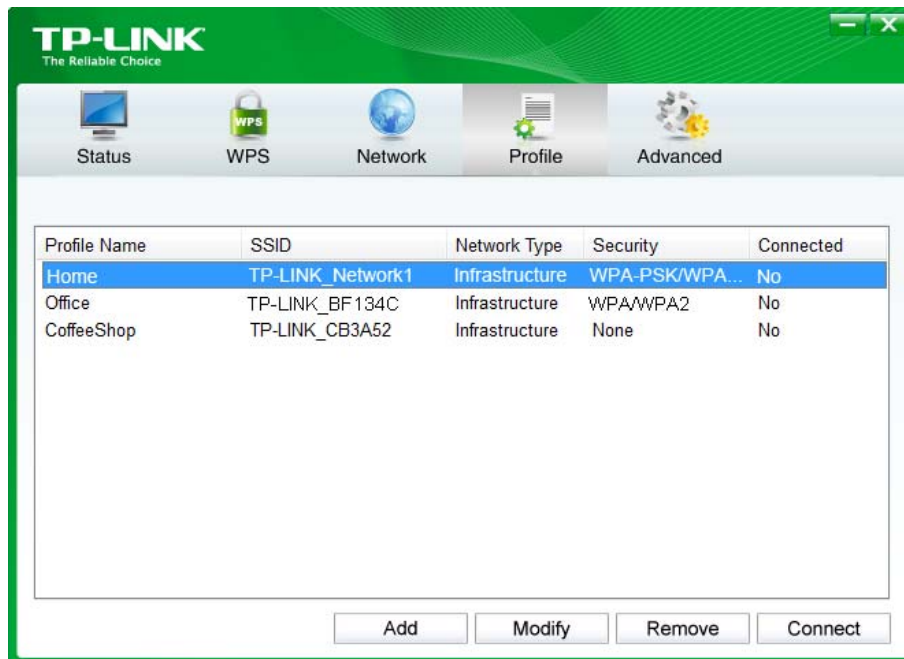 TP-LINK
The Reliable Choice
WPS
Status WPS Network Profile Advanced
Profile Name SSID Network Type Security Connected
Home TP-LINK_Network1 Infrastructure WPA-PSK/WPA... No
Office TP-LINK_BF134C Infrastructure WPA/WPA2 No
CoffeeShop TP-LINK_CB3A52 Infrastructure None No
Add Modify Remove Connect